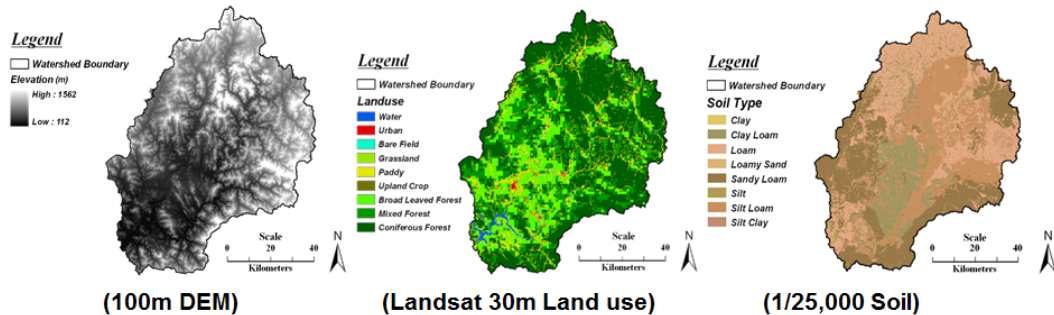 Legend
Watershed Boundary
Elevation (m)
High : 1562
Low : 112
Scale
0 20 40
Kilometers
N
(100m DEM)
Legend
Watershed Boundary
Landuse
Water
Urban
Bare Field
Grassland
Paddy
Upland Crop
Broad Leaved Forest
Mixed Forest
Coniferous Forest
Scale
0 20 40
Kilometers
N
(Landsat 30m Land use)
Legend
Watershed Boundary
Soil Type
Clay
Clay Loam
Loam
Loamy Sand
Sandy Loam
Silt
Silt Loam
Silt Clay
Scale
0 20 40
Kilometers
N
(1/25,000 Soil)